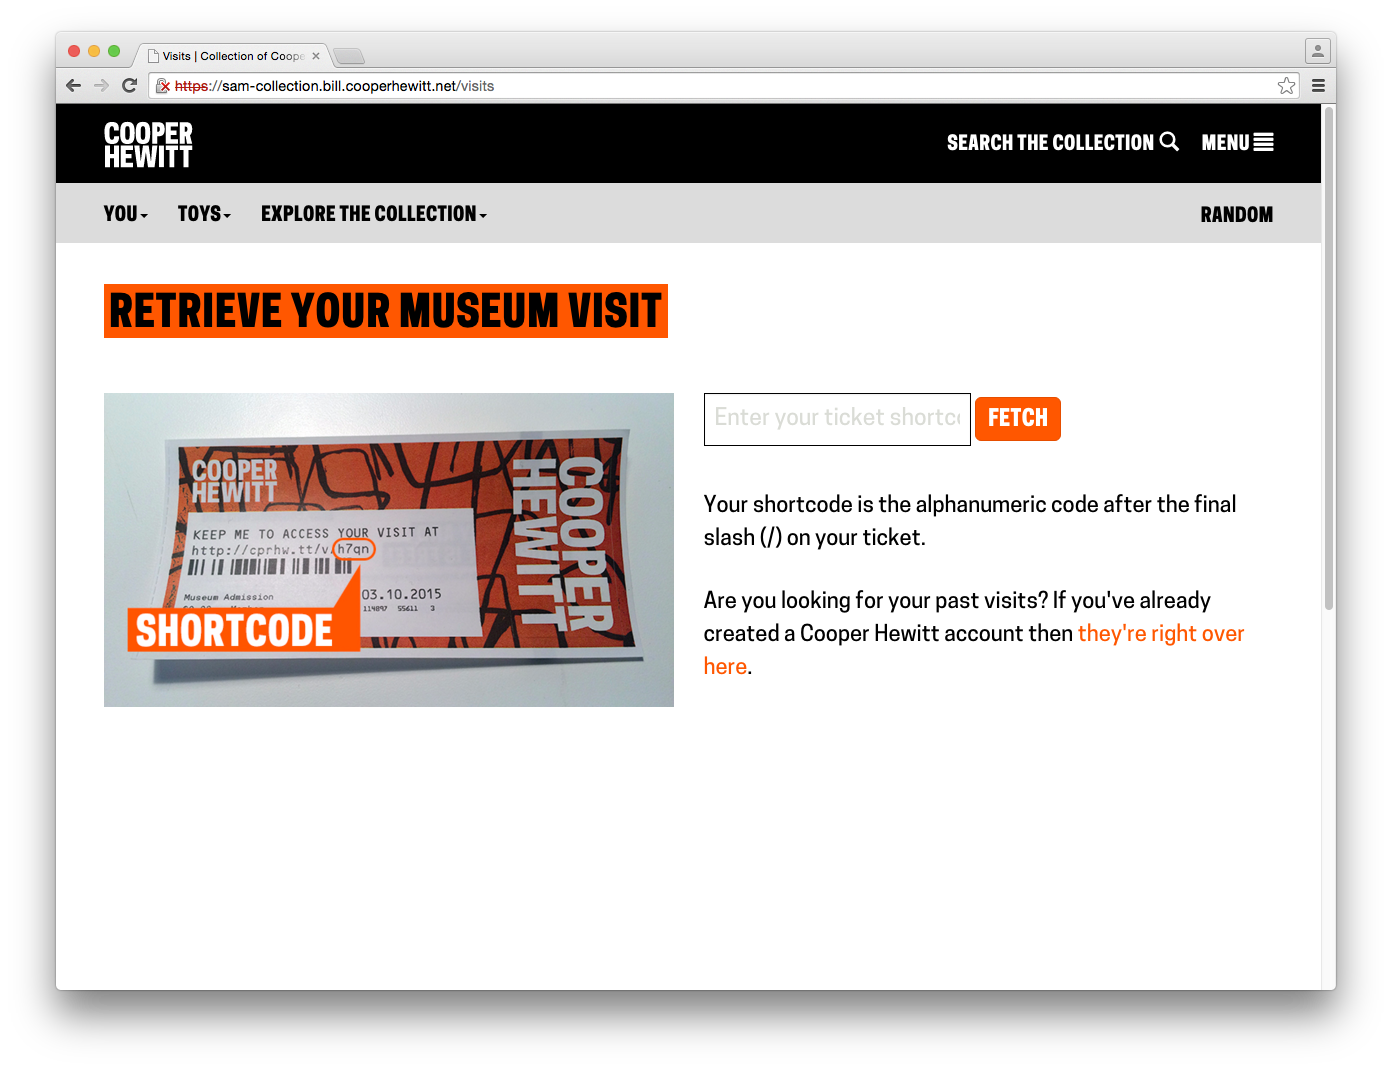 Visits | Collection of Coope
https://sam-collection.bill.cooperhewitt.net/visits
COOPER
HEWITT
SEARCH THE COLLECTION
MENU
YOU
TOYS
EXPLORE THE COLLECTION
RANDOM
RETRIEVE YOUR MUSEUM VISIT
COOPER
HEWITT
COOPER
HEWITT
KEEP ME TO ACCESS YOUR VISIT AT
http://cprhw.tt/v/h7qn
Museum Admission
03.10.2015
114897 55611 3
SHORTCODE
Enter your ticket shortc
FETCH
Your shortcode is the alphanumeric code after the final
slash (/) on your ticket.
Are you looking for your past visits? If you've already
created a Cooper Hewitt account then they're right over
here.